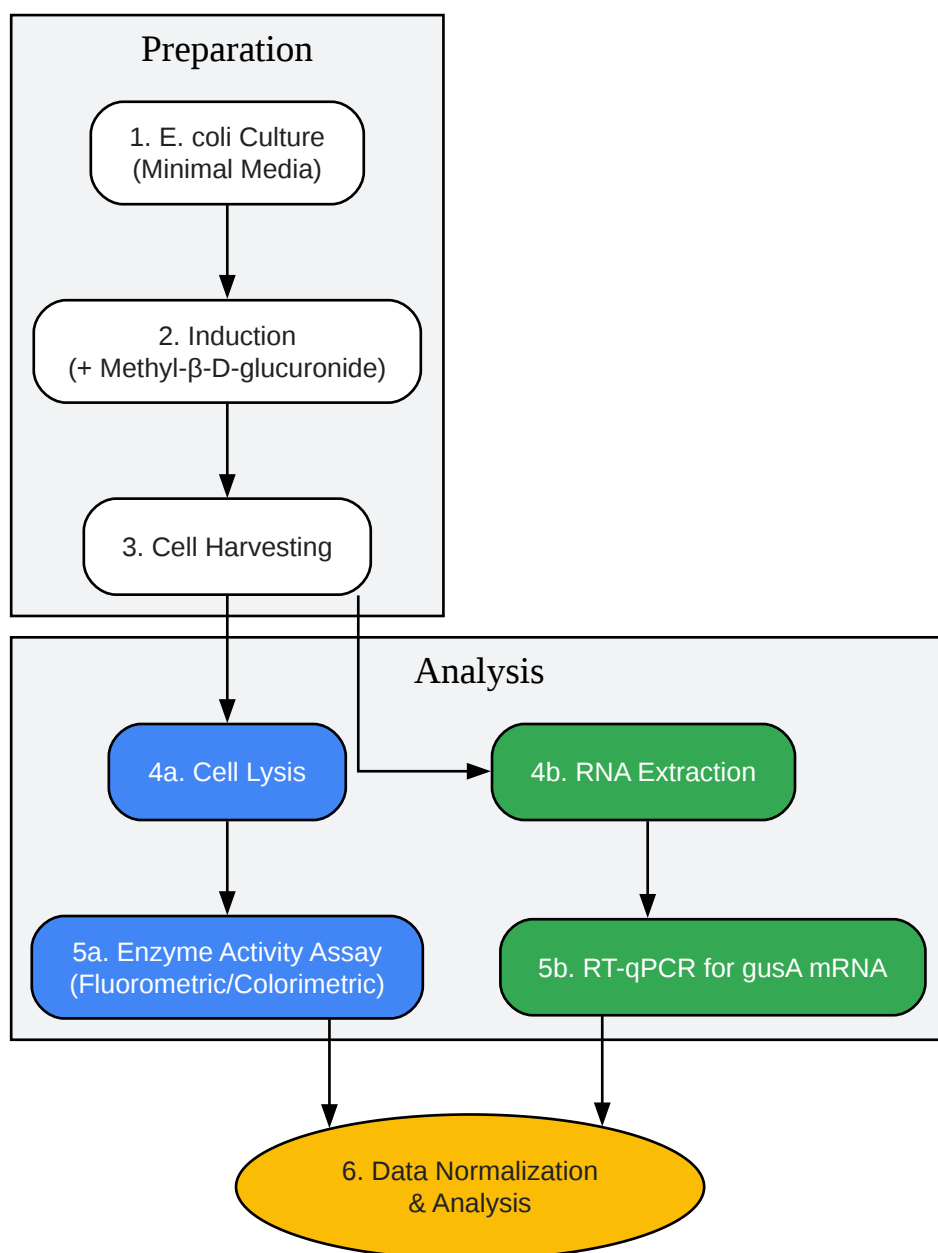 Preparation
1. E. coli Culture
(Minimal Media)
2. Induction
(+ Methyl-β-D-glucuronide)
3. Cell Harvesting
Analysis
4a. Cell Lysis
4b. RNA Extraction
5a. Enzyme Activity Assay
(Fluorometric/Colorimetric)
5b. RT-qPCR for gusA mRNA
6. Data Normalization
& Analysis